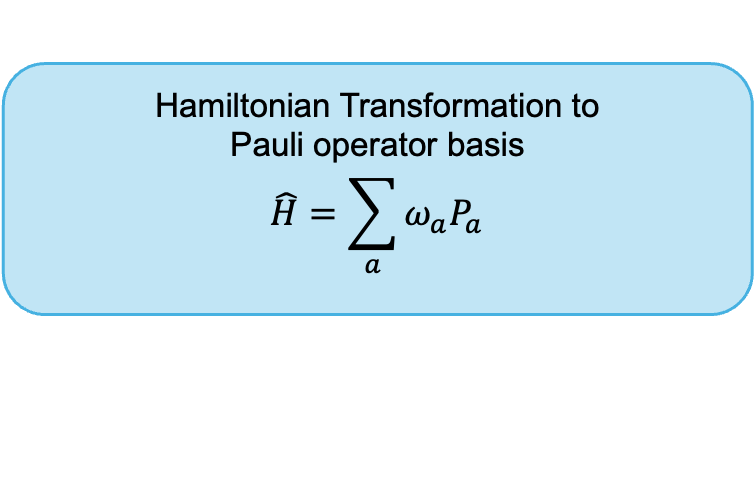 Hamiltonian Transformation to
Pauli operator basis
Ĥ = ∑ ωₐPₐ
a